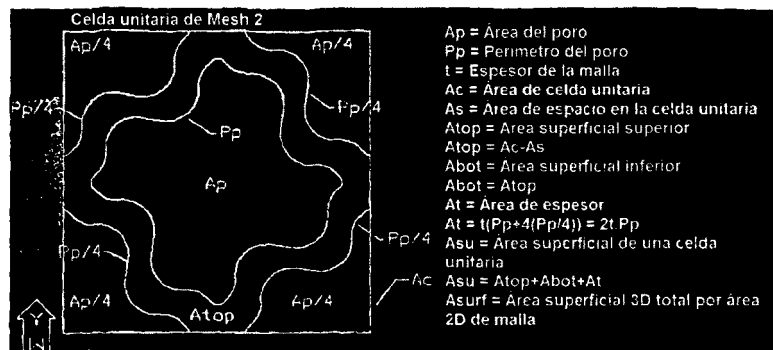 Celda unitaria de Mesh 2
Ap/4
Ap/4
Pp/4
Pp/4
Pp
Ap
Pp/4
Pp/4
Ac
Ap/4
Ap/4
Atop
Y
Ap = Área del poro
Pp = Perimetro del poro
t = Espesor de la malla
Ac = Área de celda unitaria
As = Área de espacio en la celda unitaria
Atop = Area superficial superior
Atop = Ac-As
Abot = Área superficial inferior
Abot = Atop
At = Área de espesor
At = t(Pp+4(Pp/4)) = 2t.Pp
Asu = Área superficial de una celda
unitaria
Asu = Atop+Abot+At
Asurf = Área superficial 3D total por área
2D de malla